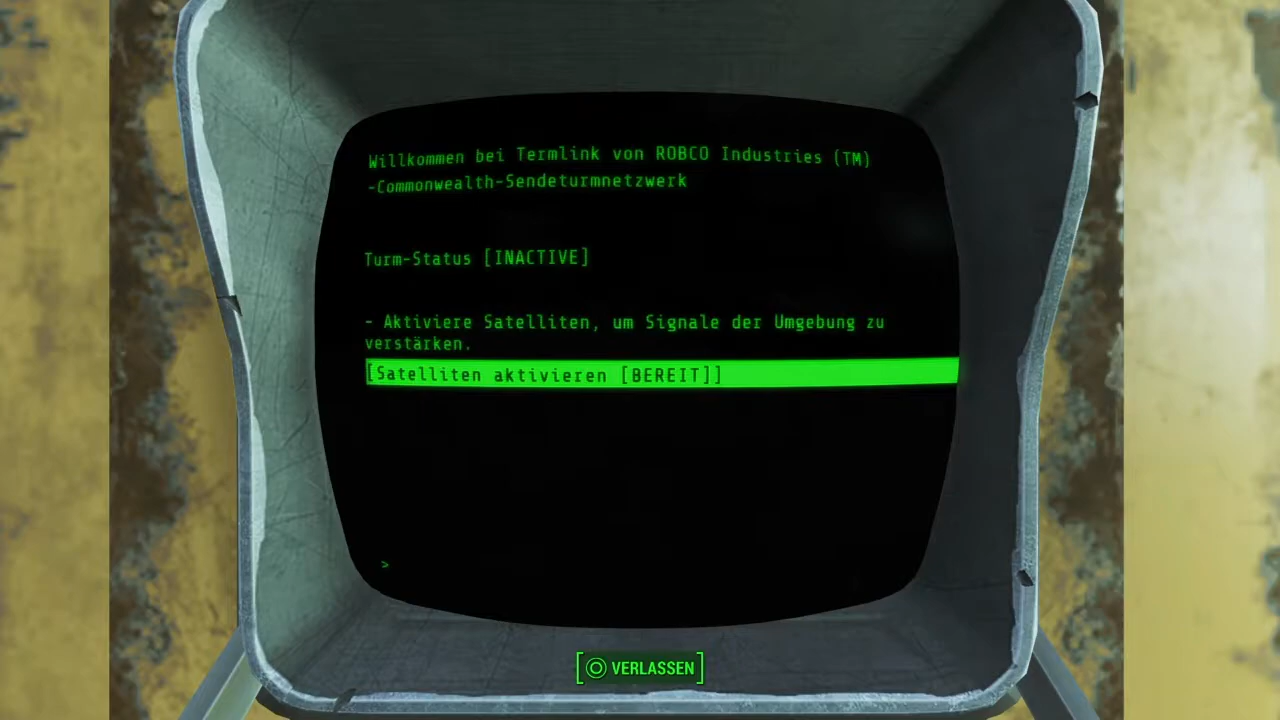 Willkommen bei Termlink von ROBCO Industries (TM)
-Commonwealth-Sendeturmnetzwerk
Turm-Status [INACTIVE]
- Aktiviere Satelliten, um Signale der Umgebung zu
verstärken.
[Satelliten aktivieren [BEREIT]]
>
[VERLASSEN]